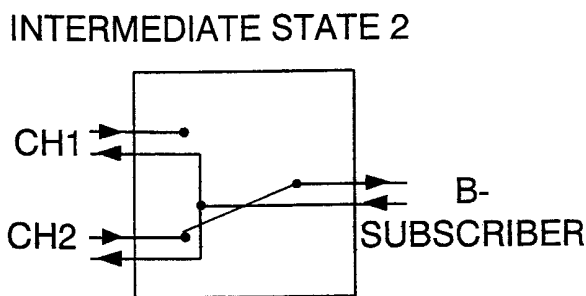 INTERMEDIATE STATE 2
CH1
CH2
B-
SUBSCRIBER